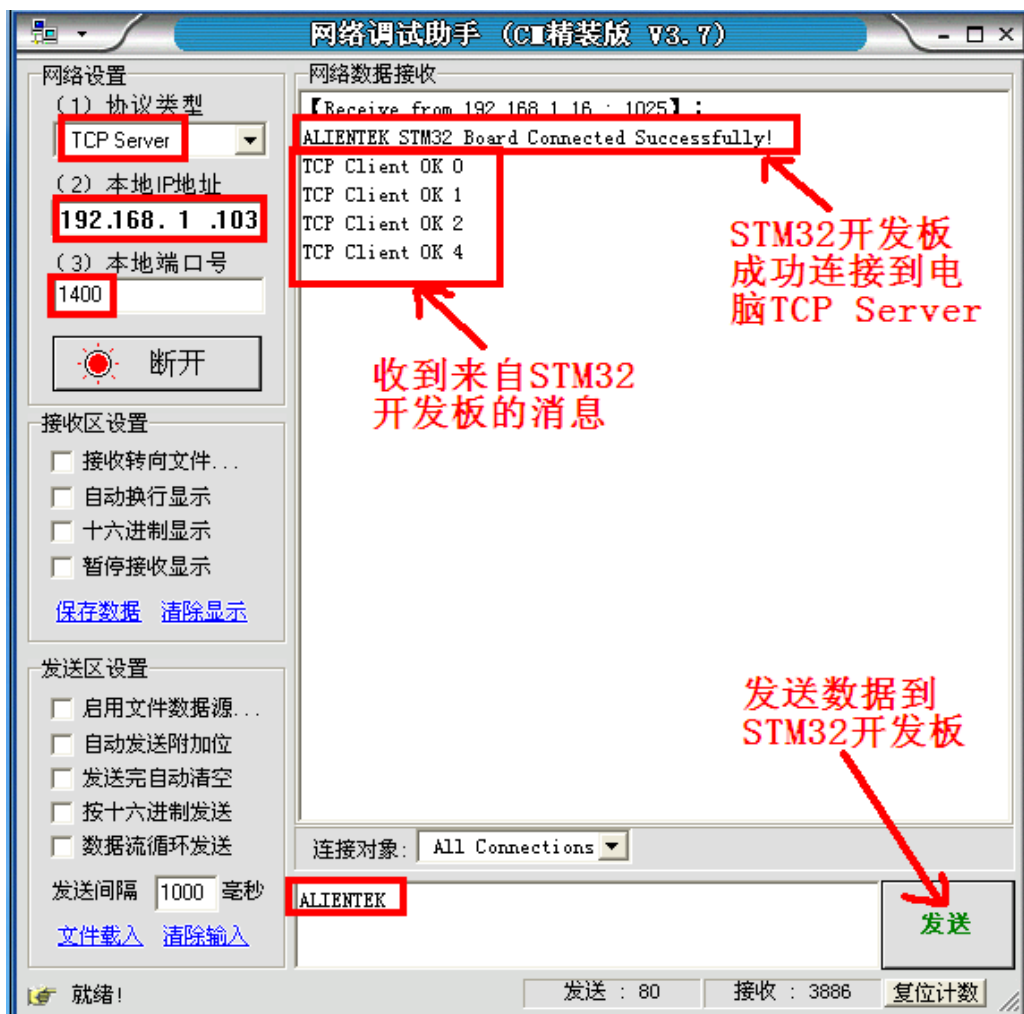 网络调试助手 (CⅢ精装版 V3.7)
网络设置
(1) 协议类型
TCP Server
(2) 本地IP地址
192.168. 1 .103
(3) 本地端口号
1400
断开
接收区设置
接收转向文件...
自动换行显示
十六进制显示
暂停接收显示
保存数据 清除显示
发送区设置
启用文件数据源...
自动发送附加位
发送完自动清空
按十六进制发送
数据流循环发送
发送间隔 1000 毫秒
文件载入 清除输入
网络数据接收
【Receive from 192.168.1.16 : 1025】:
ALIENTEK STM32 Board Connected Successfully!
TCP Client OK 0
TCP Client OK 1
TCP Client OK 2
TCP Client OK 4
STM32开发板
成功连接到电
脑TCP Server
收到来自STM32
开发板的消息
发送数据到
STM32开发板
连接对象: All Connections
ALIENTEK
发送
就绪!
发送 : 80
接收 : 3886
复位计数